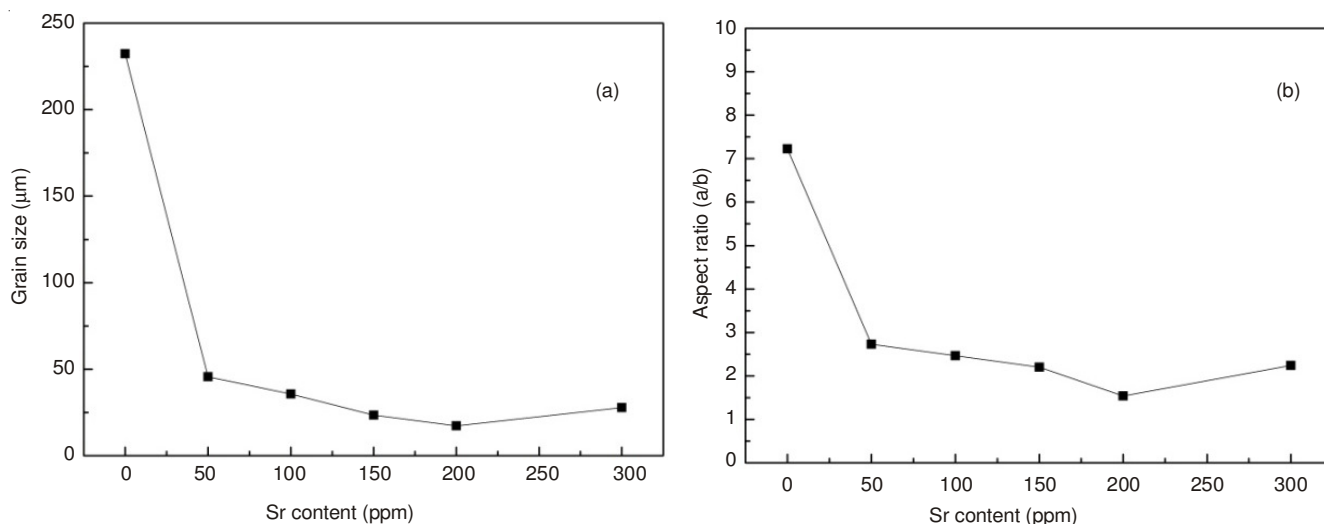 250
200
150
100
50
0
Grain size (μm)
(a)
0 50 100 150 200 250 300
Sr content (ppm)
10
9
8
7
6
5
4
3
2
1
0
Aspect ratio (a/b)
(b)
0 50 100 150 200 250 300
Sr content (ppm)